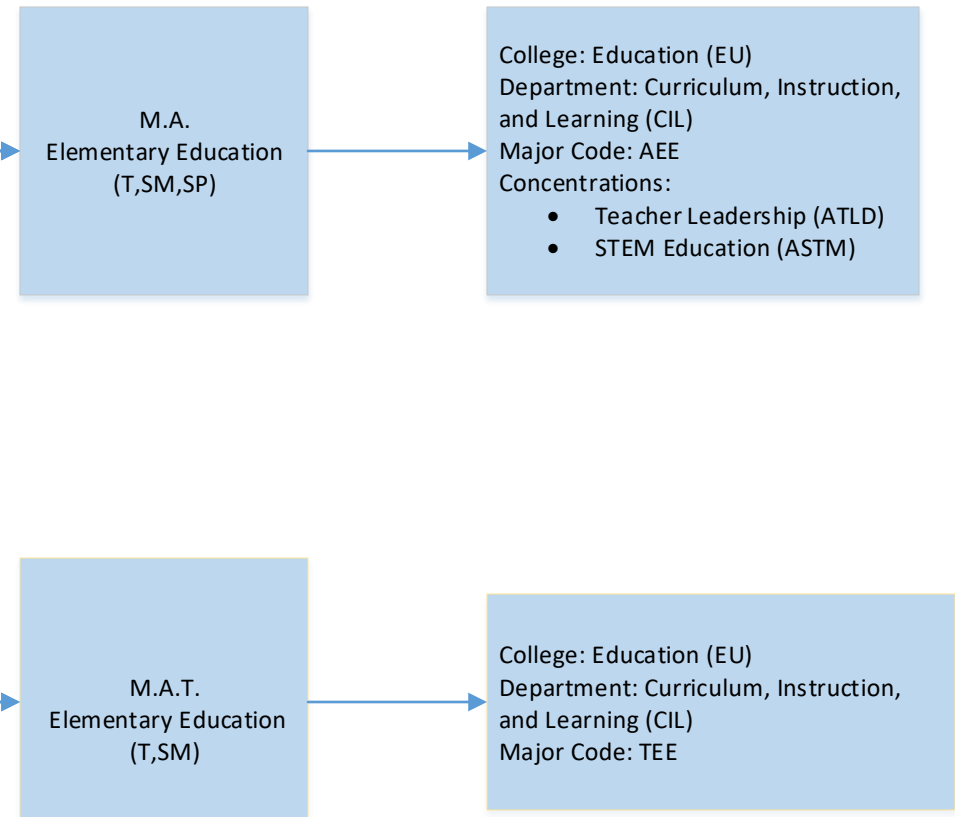 M.A.
Elementary Education
(T,SM,SP)
College: Education (EU)
Department: Curriculum, Instruction,
and Learning (CIL)
Major Code: AEE
Concentrations:
• Teacher Leadership (ATLD)
• STEM Education (ASTM)
M.A.T.
Elementary Education
(T,SM)
College: Education (EU)
Department: Curriculum, Instruction,
and Learning (CIL)
Major Code: TEE